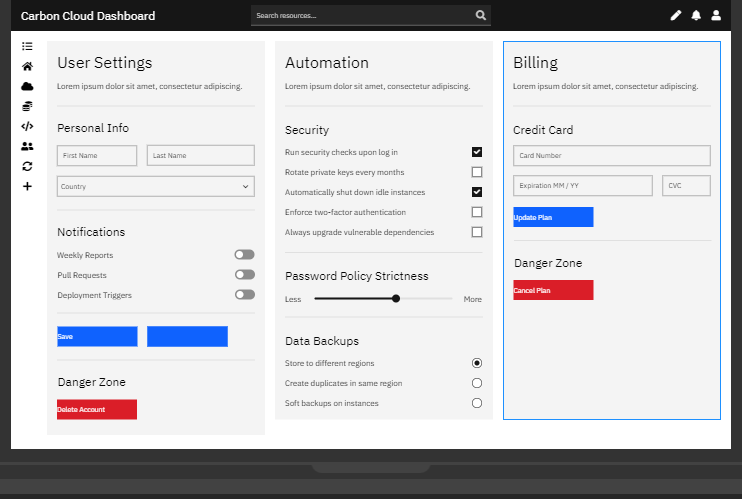 Carbon Cloud Dashboard
Search resources...
User Settings
Lorem ipsum dolor sit amet, consectetur adipiscing.
Personal Info
First Name
Last Name
Country
Notifications
Weekly Reports
Pull Requests
Deployment Triggers
Save
Danger Zone
Delete Account
Automation
Lorem ipsum dolor sit amet, consectetur adipiscing.
Security
Run security checks upon log in
Rotate private keys every months
Automatically shut down idle instances
Enforce two-factor authentication
Always upgrade vulnerable dependencies
Password Policy Strictness
Less
More
Data Backups
Store to different regions
Create duplicates in same region
Soft backups on instances
Billing
Lorem ipsum dolor sit amet, consectetur adipiscing.
Credit Card
Card Number
Expiration MM / YY
CVC
Update Plan
Danger Zone
Cancel Plan